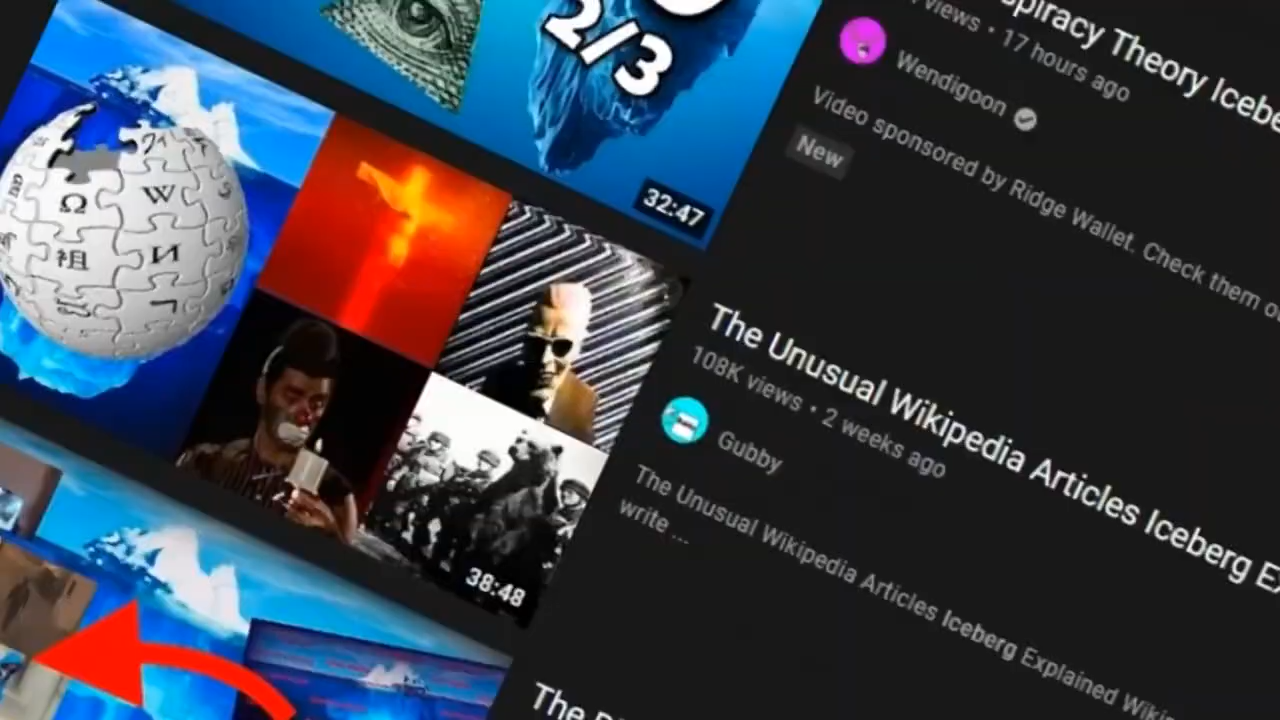 2/3
32:47
spiracy Theory Icebe
views • 17 hours ago
Wendigoon
Video sponsored by Ridge Wallet. Check them ou
New
Ω W
祖 И
38:48
The Unusual Wikipedia Articles Iceberg E
108K views • 2 weeks ago
Gubby
The Unusual Wikipedia Articles Iceberg Explained Wiki
write ...
The